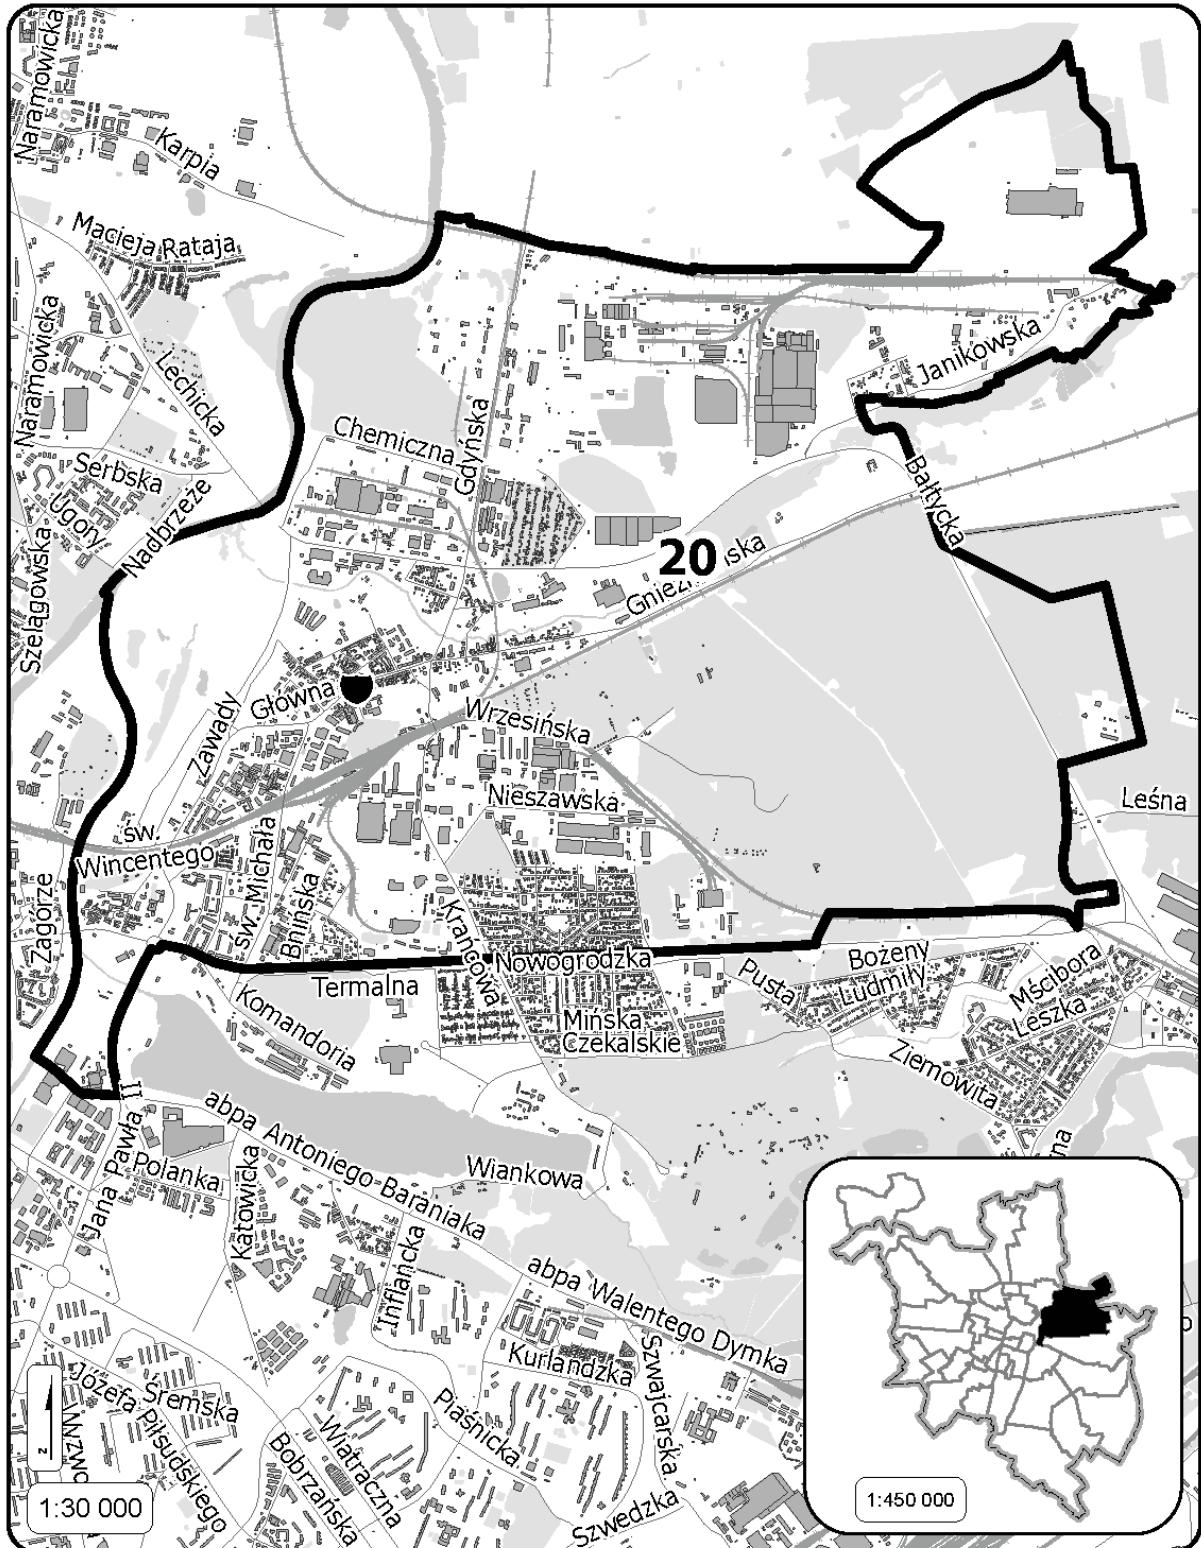 Naramowicka
Karpia
Macieja Rataja
Naramowicka
Lechicka
Janikowska
Chemiczna
Gdyńska
Serbska
Ugory
Nadbrzeże
Bałtycka
20
Szelągowska
Główna
Zawady
Wrzesińska
Nieszawska
Leśna
św.
Wincentego
św. Michała
Bnińska
Zagórze
Krańcowa
Nowogrodzka
Termalna
Bożeny
Pusta
Ludmiły
Mścibora
Leszka
Komandoria
Mińska
Czekalskie
Ziemowita
Jana Pawła II
abpa Antoniego Baraniaka
Polanka
Katowicka
Wiankowa
Inflancka
abpa Walentego Dymka
Kurlandzka
Szwajcarska
Józefa Piłsudskiego
Śremska
Piaśnicka
Wiatraczna
Bobrzańska
Szwedzka
N
1:30 000
1:450 000